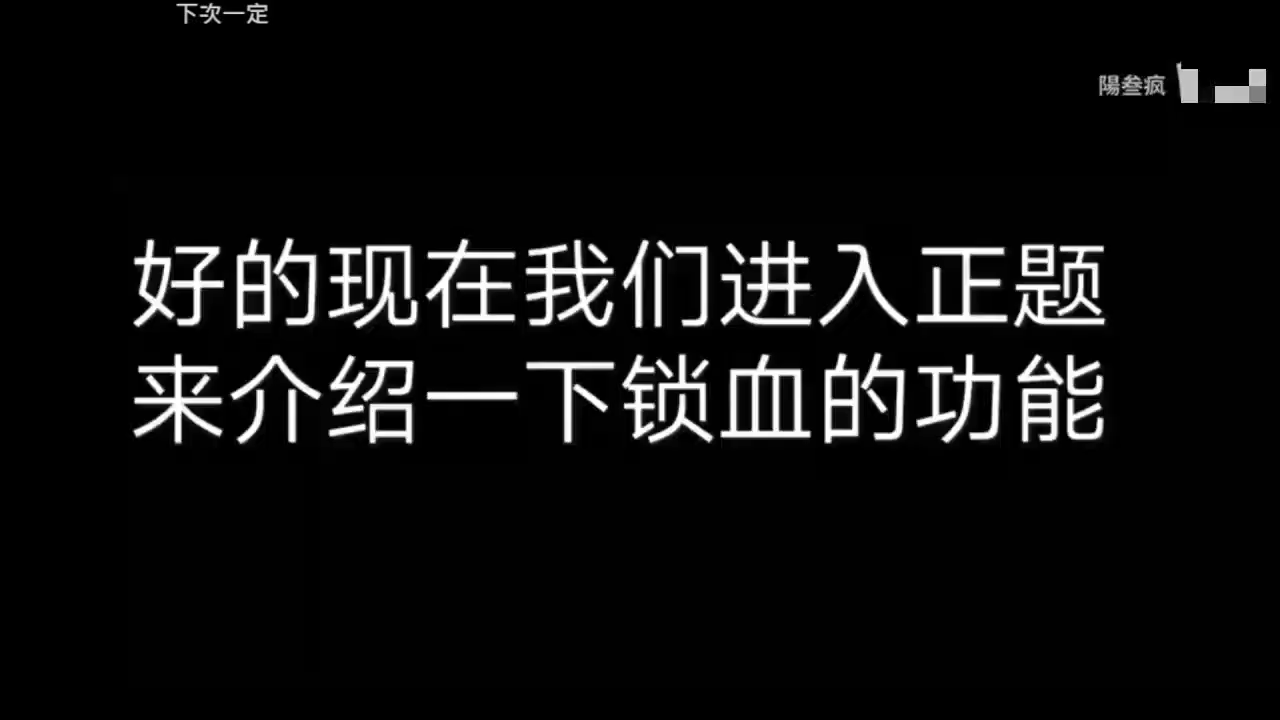 下次一定
陽叁疯
好的现在我们进入正题
来介绍一下锁血的功能